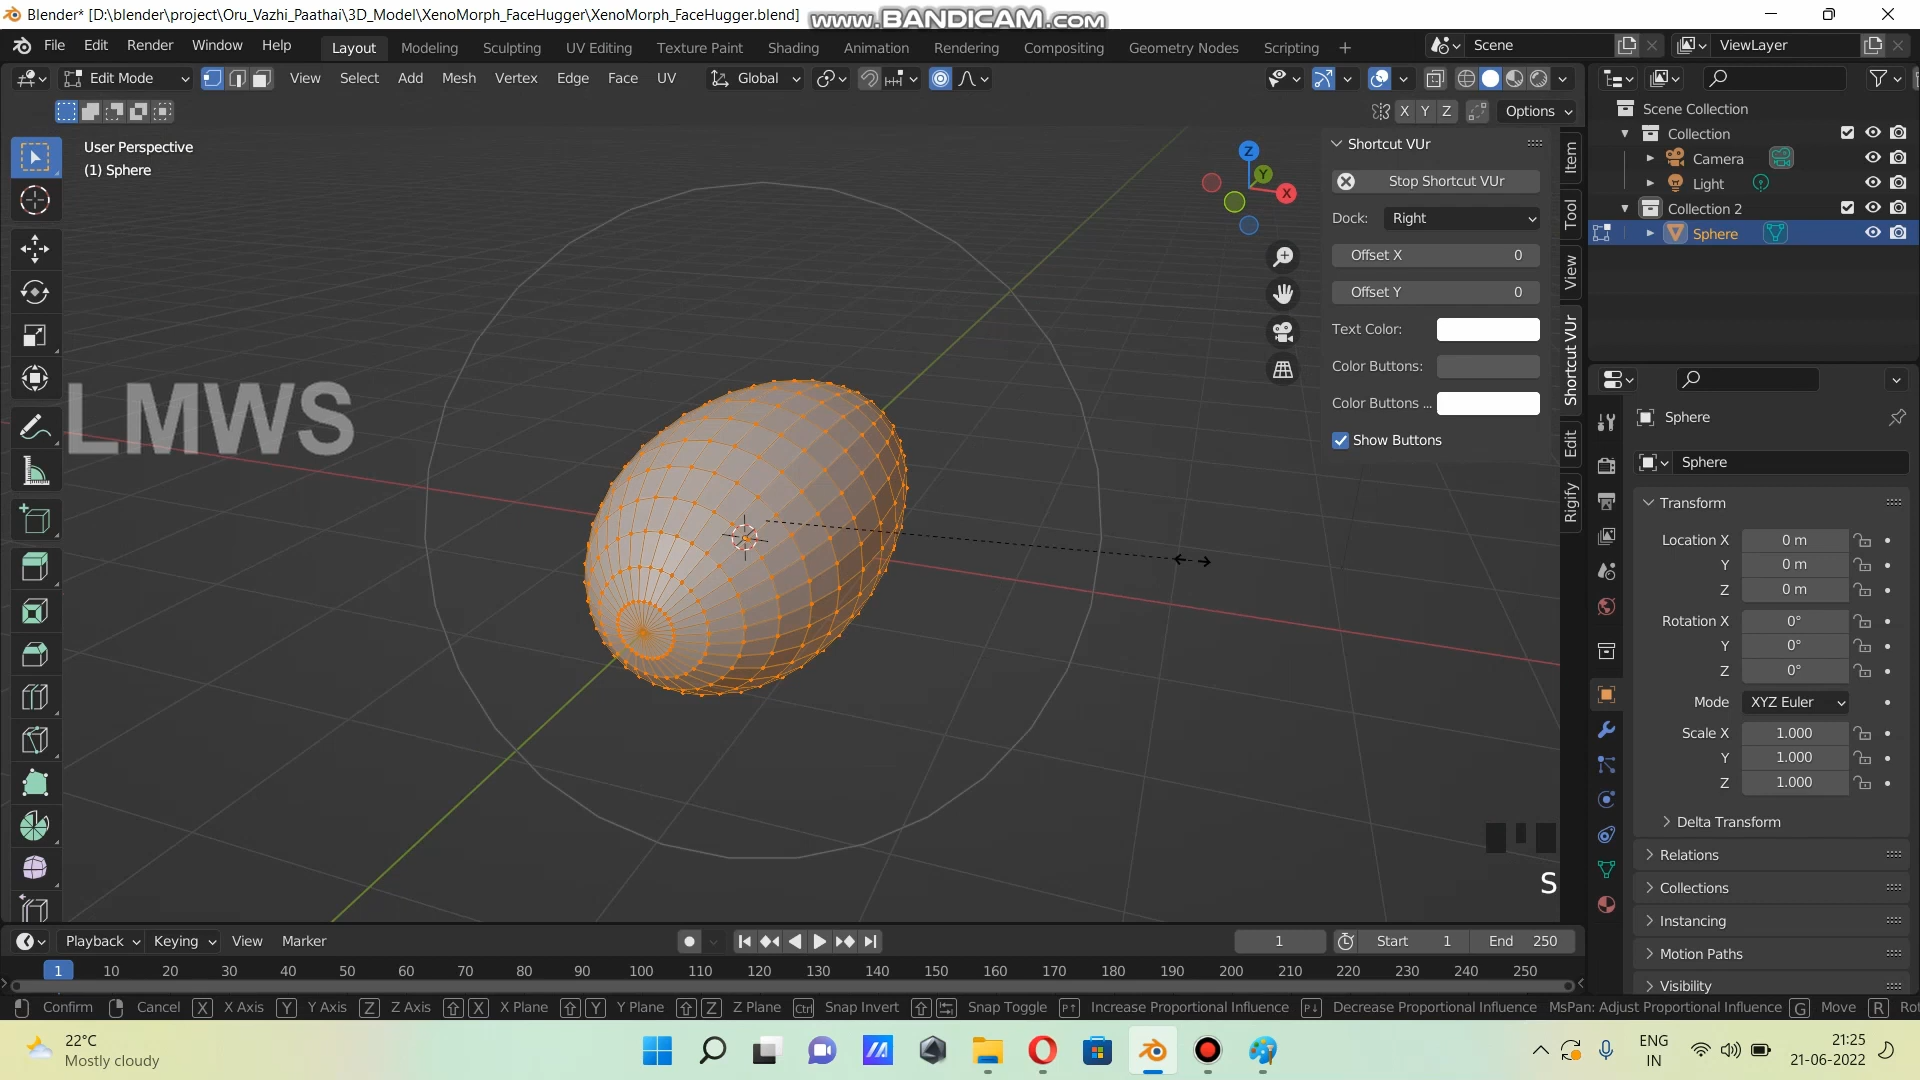 Blender* [D:\blender\project\Oru_Vazhi_Paathai\3D_Model\XenoMorph_FaceHugger\XenoMorph_FaceHugger.blend]
www.BANDICAM.com
File Edit Render Window Help
Layout Modeling Sculpting UV Editing Texture Paint Shading Animation Rendering Compositing Geometry Nodes Scripting +
Scene
ViewLayer
Edit Mode View Select Add Mesh Vertex Edge Face UV Global
X Y Z Options
User Perspective
(1) Sphere
Z
Y
X
LMWS
Shortcut VUr
Stop Shortcut VUr
Dock: Right
Offset X 0
Offset Y 0
Text Color:
Color Buttons:
Color Buttons ...
Show Buttons
Item
Tool
View
Shortcut VUr
Edit
Rigify
S
Scene Collection
Collection
Camera
Light
Collection 2
Sphere
Sphere
Sphere
Transform
Location X 0 m
Y 0 m
Z 0 m
Rotation X 0°
Y 0°
Z 0°
Mode XYZ Euler
Scale X 1.000
Y 1.000
Z 1.000
Delta Transform
Relations
Collections
Instancing
Motion Paths
Visibility
Playback Keying View Marker
1 Start 1 End 250
1 10 20 30 40 50 60 70 80 90 100 110 120 130 140 150 160 170 180 190 200 210 220 230 240 250
Confirm Cancel X X Axis Y Y Axis Z Z Axis X X Plane Y Y Plane Z Z Plane Ctrl Snap Invert Snap Toggle Increase Proportional Influence Decrease Proportional Influence MsPan: Adjust Proportional Influence G Move R Rot
22°C
Mostly cloudy
ENG
IN
21:25
21-06-2022